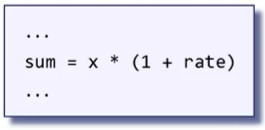 ...
sum = x * (1 + rate)
...